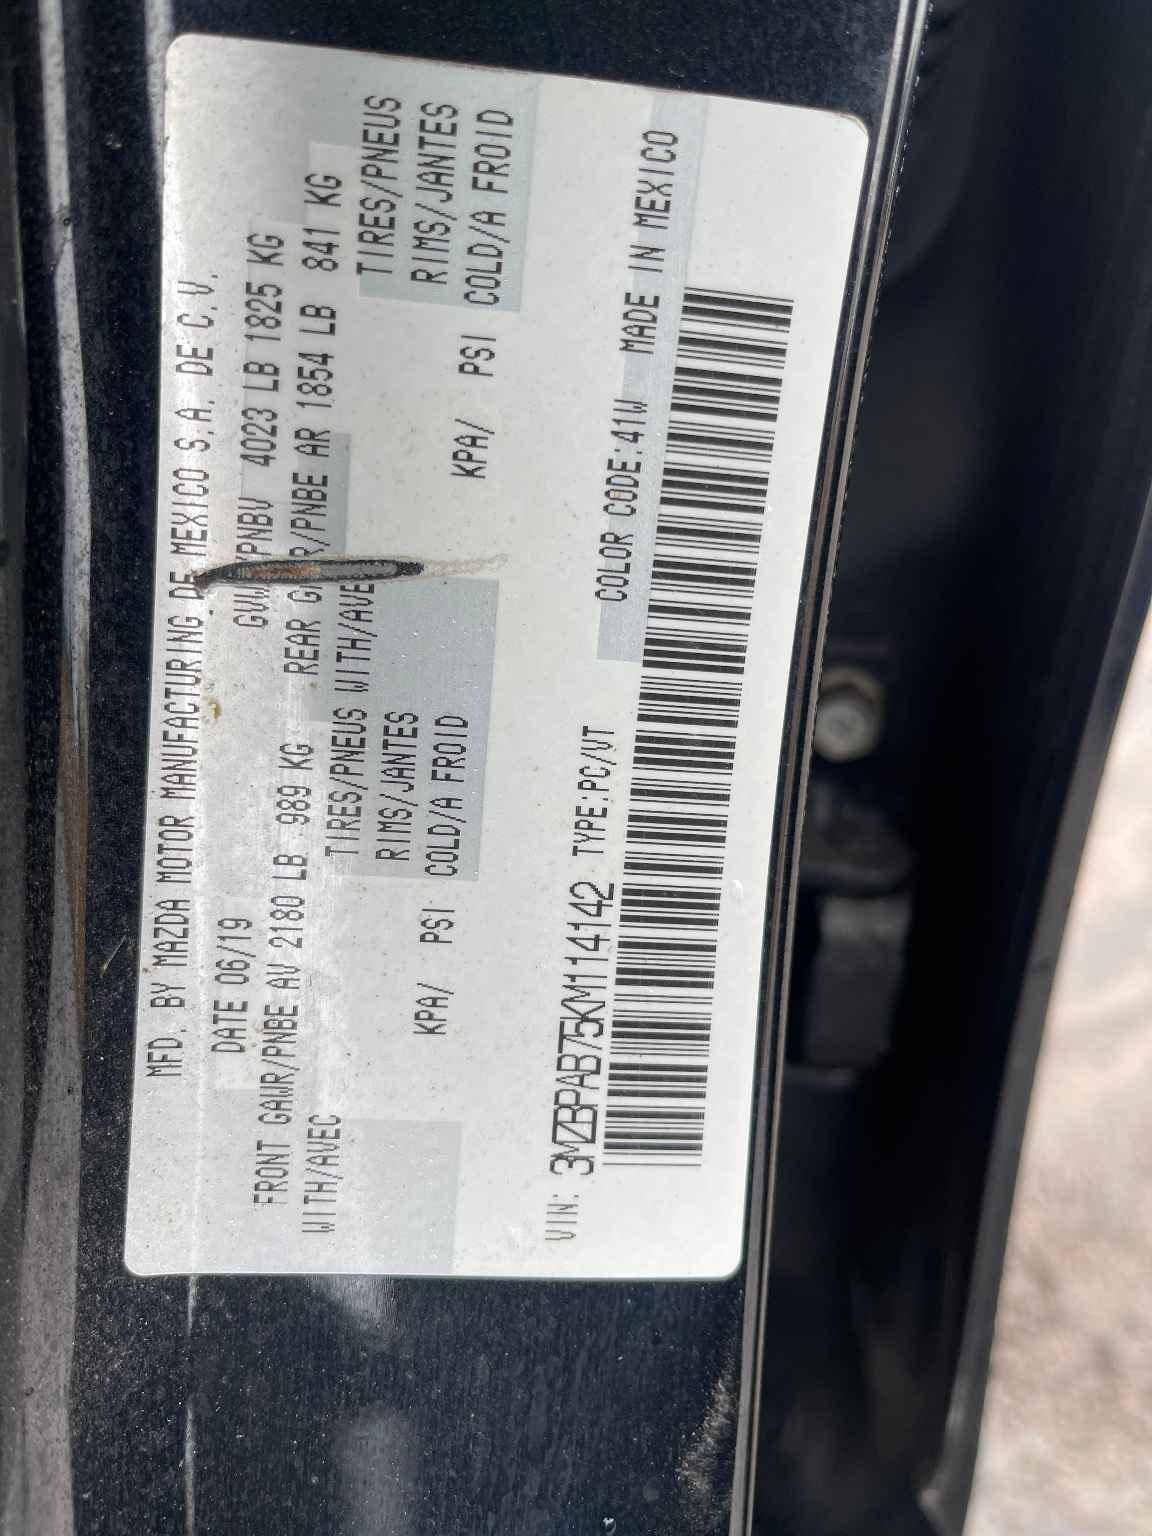 MFD. BY MAZDA MOTOR MANUFACTURING DE MEXICO S.A. DE C.V.
DATE 06/19 GVWR/PNBV 4023 LB 1825 KG
FRONT GAWR/PNBE AV 2180 LB 989 KG REAR GAWR/PNBE AR 1854 LB 841 KG
WITH/AVEC TIRES/PNEUS WITH/AVEC TIRES/PNEUS
RIMS/JANTES RIMS/JANTES
KPA/ PSI COLD/A FROID KPA/ PSI COLD/A FROID
VIN: 3MZBPAB75KM114142 TYPE:PC/VT COLOR CODE:41W MADE IN MEXICO